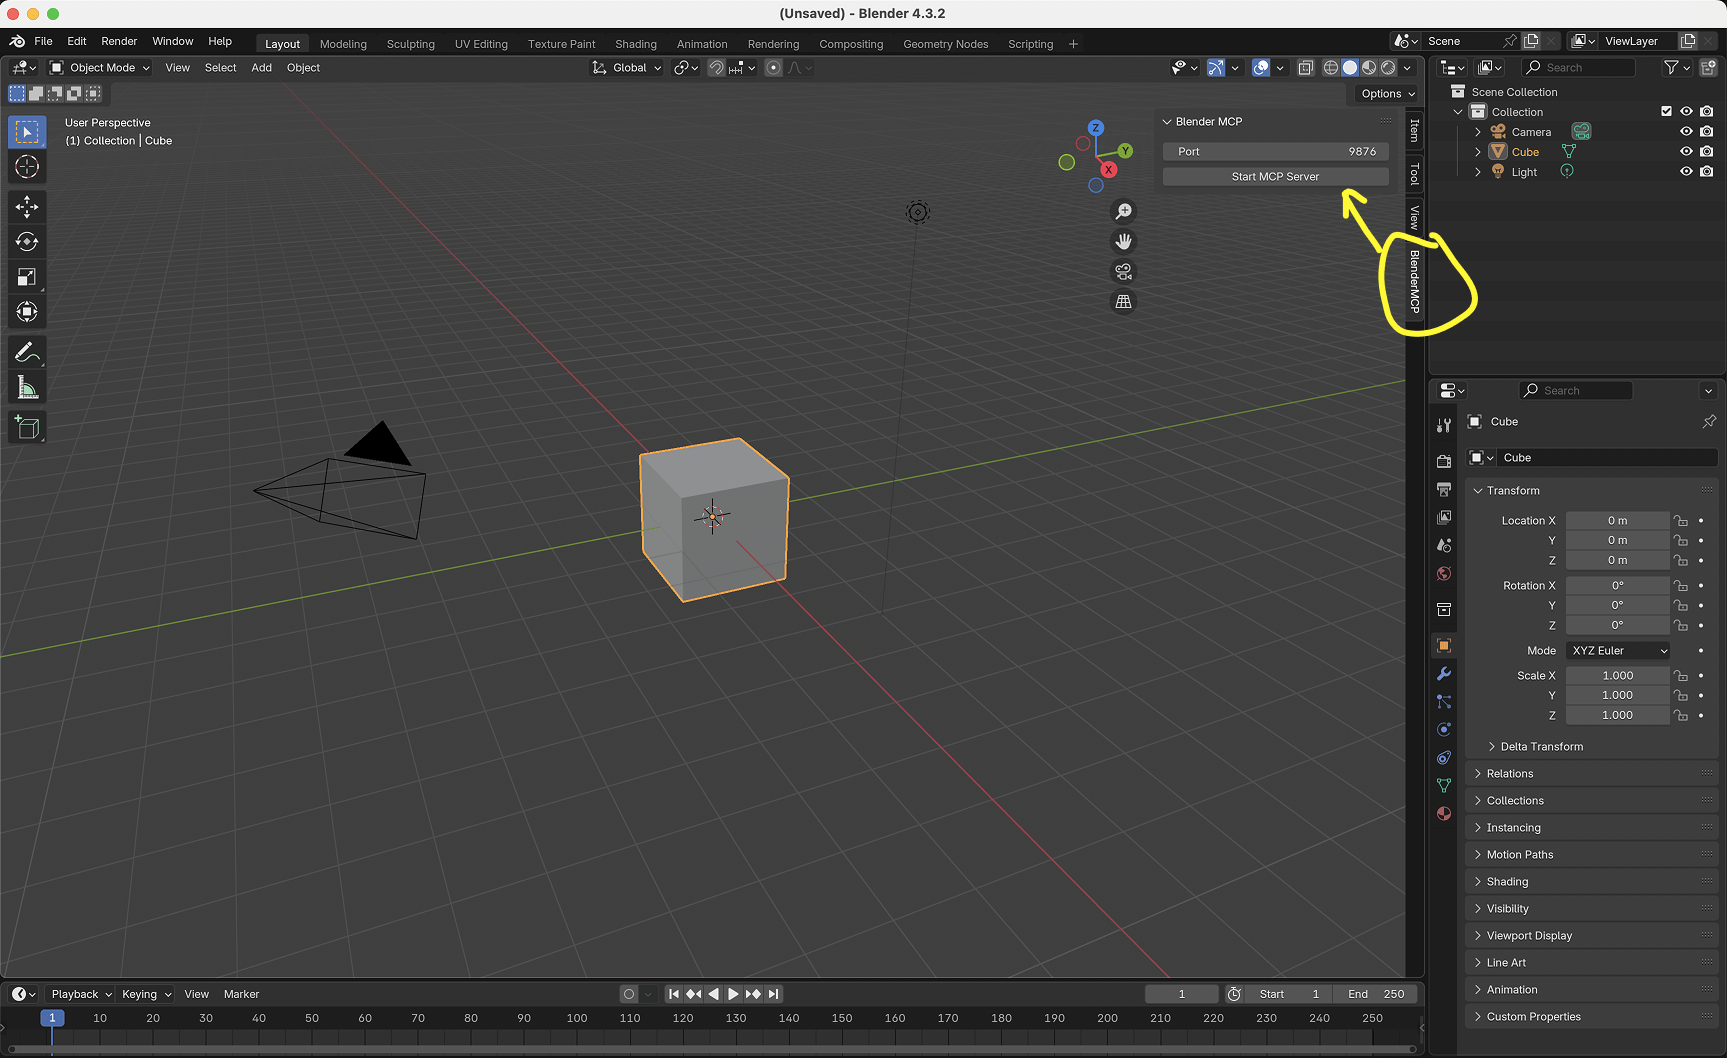 (Unsaved) - Blender 4.3.2
File Edit Render Window Help Layout Modeling Sculpting UV Editing Texture Paint Shading Animation Rendering Compositing Geometry Nodes Scripting + Scene ViewLayer
Object Mode View Select Add Object Global Search
Options
User Perspective
(1) Collection | Cube
Z
Y
X
Blender MCP
Port 9876
Start MCP Server
Item
Tool
View
BlenderMCP
Scene Collection
Collection
Camera
Cube
Light
Search
Cube
Cube
Transform
Location X 0 m
Y 0 m
Z 0 m
Rotation X 0°
Y 0°
Z 0°
Mode XYZ Euler
Scale X 1.000
Y 1.000
Z 1.000
Delta Transform
Relations
Collections
Instancing
Motion Paths
Shading
Visibility
Viewport Display
Line Art
Animation
Custom Properties
Playback Keying View Marker 1 Start 1 End 250
1 10 20 30 40 50 60 70 80 90 100 110 120 130 140 150 160 170 180 190 200 210 220 230 240 250